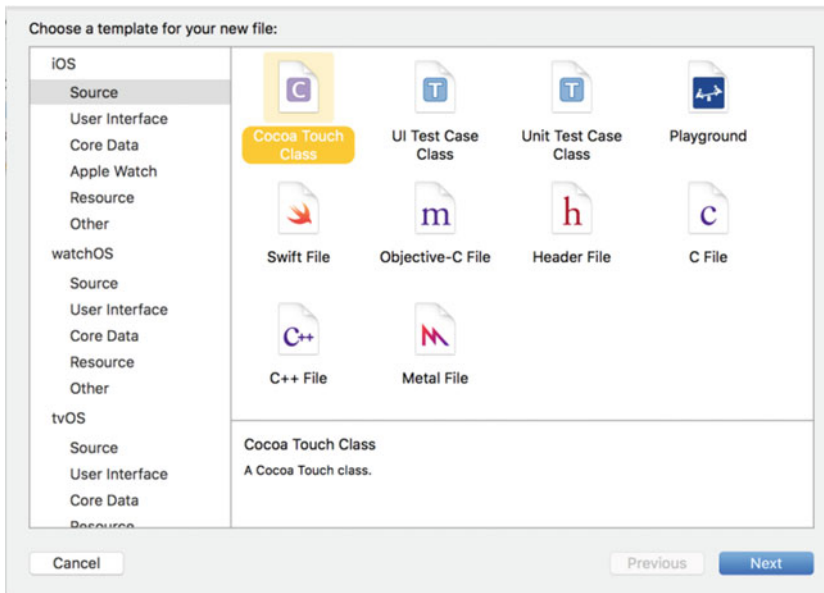 Choose a template for your new file:
iOS
Source
User Interface
Core Data
Apple Watch
Resource
Other
watchOS
Source
User Interface
Core Data
Resource
Other
tvOS
Source
User Interface
Core Data
Resource
C
Cocoa Touch
Class
T
UI Test Case
Class
T
Unit Test Case
Class
Playground
Swift File
m
Objective-C File
h
Header File
c
C File
C++
C++ File
Metal File
Cocoa Touch Class
A Cocoa Touch class.
Cancel
Previous
Next